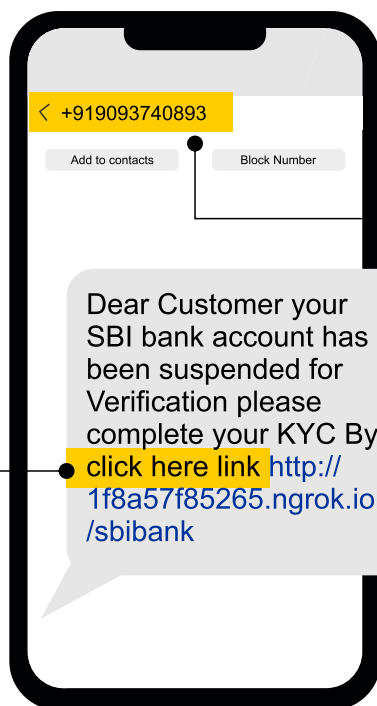 +919093740893
Add to contacts Block Number
Dear Customer your
SBI bank account has
been suspended for
Verification please
complete your KYC By
click here link http://
1f8a57f85265.ngrok.io
/sbibank